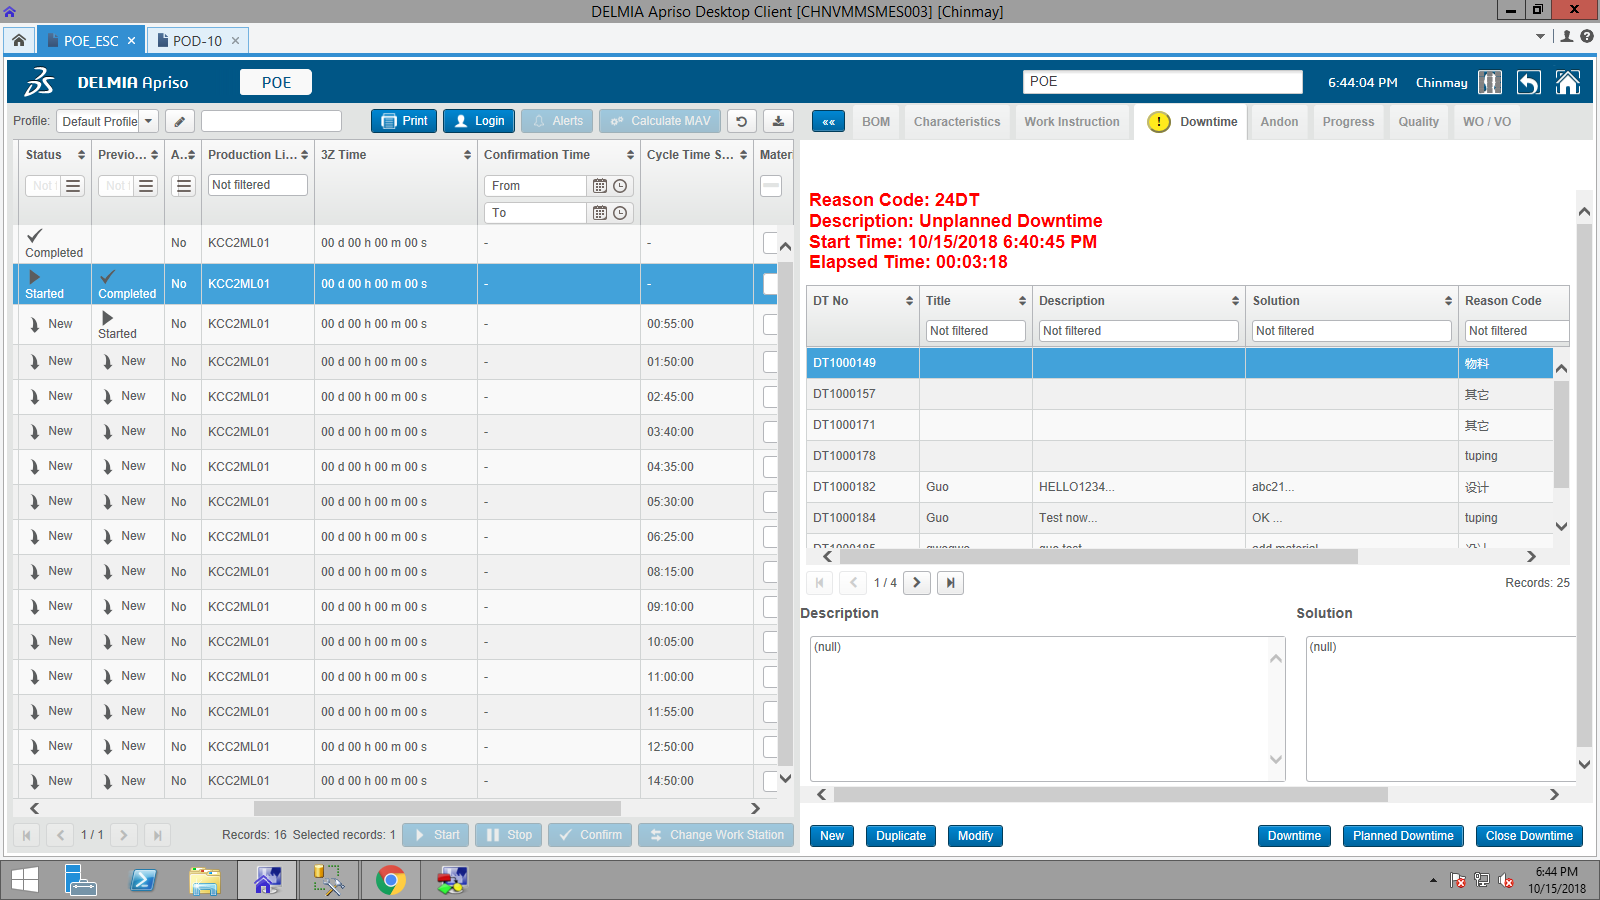 DELMIA Apriso Desktop Client [CHNVMMSMES003] [Chinmay]
POE_ESC
POD-10
DELMIA Apriso
POE
POE
6:44:04 PM
Chinmay
Profile:
Default Profile
Print
Login
Alerts
Calculate MAV
BOM
Characteristics
Work Instruction
Downtime
Andon
Progress
Quality
WO / VO
Status Previo... A... Production Li... 3Z Time Confirmation Time Cycle Time S... Materi
Not filtered
From
To
Completed No KCC2ML01 00 d 00 h 00 m 00 s - -
Started Completed No KCC2ML01 00 d 00 h 00 m 00 s - -
New Started No KCC2ML01 00 d 00 h 00 m 00 s - 00:55:00
New New No KCC2ML01 00 d 00 h 00 m 00 s - 01:50:00
New New No KCC2ML01 00 d 00 h 00 m 00 s - 02:45:00
New New No KCC2ML01 00 d 00 h 00 m 00 s - 03:40:00
New New No KCC2ML01 00 d 00 h 00 m 00 s - 04:35:00
New New No KCC2ML01 00 d 00 h 00 m 00 s - 05:30:00
New New No KCC2ML01 00 d 00 h 00 m 00 s - 06:25:00
New New No KCC2ML01 00 d 00 h 00 m 00 s - 08:15:00
New New No KCC2ML01 00 d 00 h 00 m 00 s - 09:10:00
New New No KCC2ML01 00 d 00 h 00 m 00 s - 10:05:00
New New No KCC2ML01 00 d 00 h 00 m 00 s - 11:00:00
New New No KCC2ML01 00 d 00 h 00 m 00 s - 11:55:00
New New No KCC2ML01 00 d 00 h 00 m 00 s - 12:50:00
New New No KCC2ML01 00 d 00 h 00 m 00 s - 14:50:00
1 / 1
Records: 16 Selected records: 1
Start
Stop
Confirm
Change Work Station
Reason Code: 24DT
Description: Unplanned Downtime
Start Time: 10/15/2018 6:40:45 PM
Elapsed Time: 00:03:18
DT No Title Description Solution Reason Code
Not filtered Not filtered Not filtered Not filtered
DT1000149 物料
DT1000157 其它
DT1000171 其它
DT1000178 tuping
DT1000182 Guo HELLO1234... abc21... 设计
DT1000184 Guo Test now... OK ... tuping
1 / 4
Records: 25
Description
Solution
(null)
(null)
New
Duplicate
Modify
Downtime
Planned Downtime
Close Downtime
6:44 PM
10/15/2018